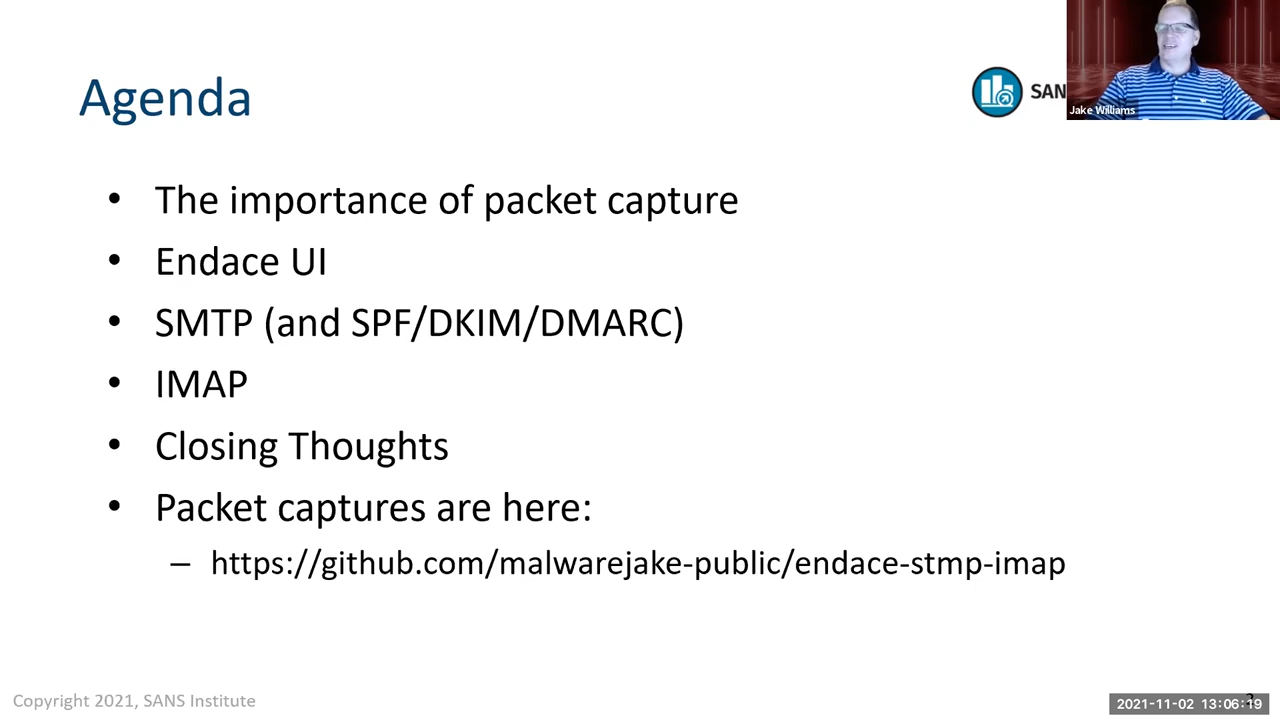 Agenda
SANS
Jake Williams
• The importance of packet capture
• Endace UI
• SMTP (and SPF/DKIM/DMARC)
• IMAP
• Closing Thoughts
• Packet captures are here:
– https://github.com/malwarejake-public/endace-stmp-imap
Copyright 2021, SANS Institute
2021-11-02 13:06:19